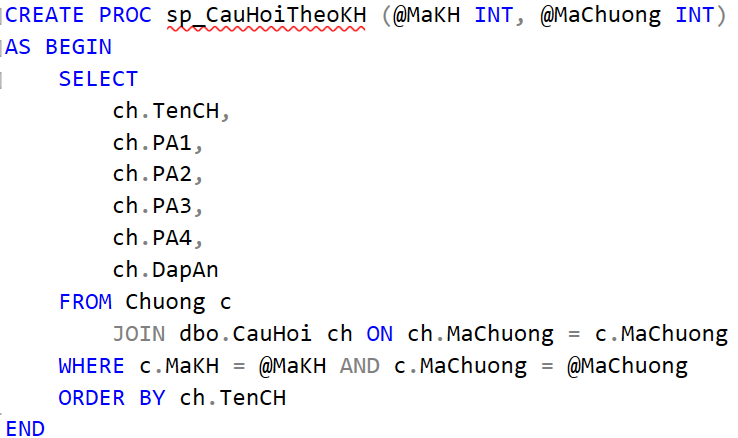 CREATE PROC sp_CauHoiTheoKH (@MaKH INT, @MaChuong INT)
AS BEGIN
    SELECT
        ch.TenCH,
        ch.PA1,
        ch.PA2,
        ch.PA3,
        ch.PA4,
        ch.DapAn
    FROM Chuong c
        JOIN dbo.CauHoi ch ON ch.MaChuong = c.MaChuong
    WHERE c.MaKH = @MaKH AND c.MaChuong = @MaChuong
    ORDER BY ch.TenCH
END